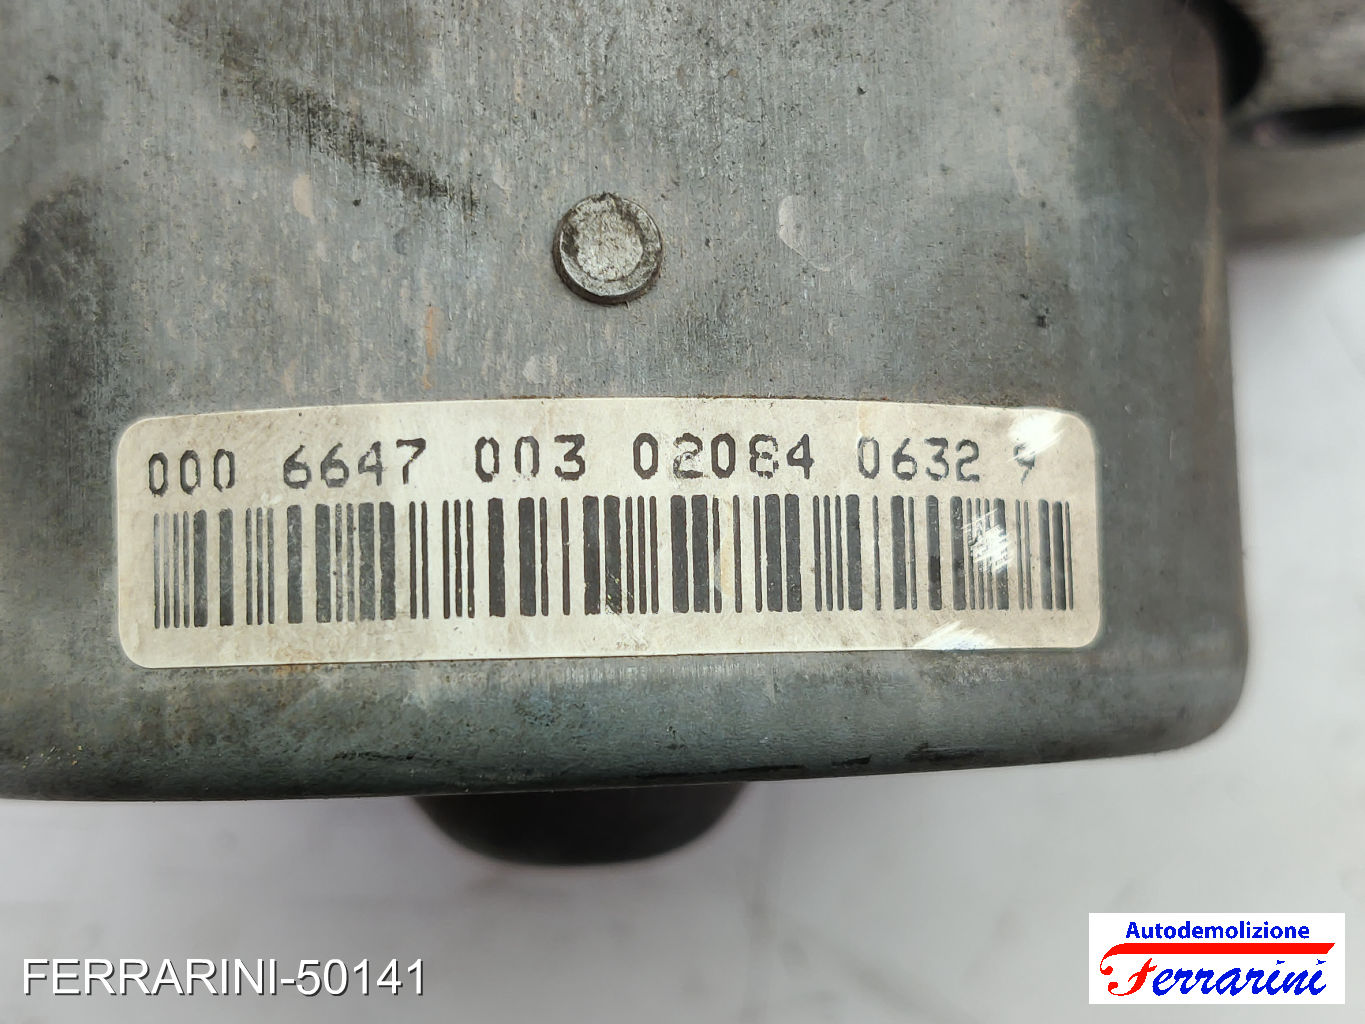 000 6647 003 02084 0632 9
Autodemolizione
Ferrarini
FERRARINI-50141